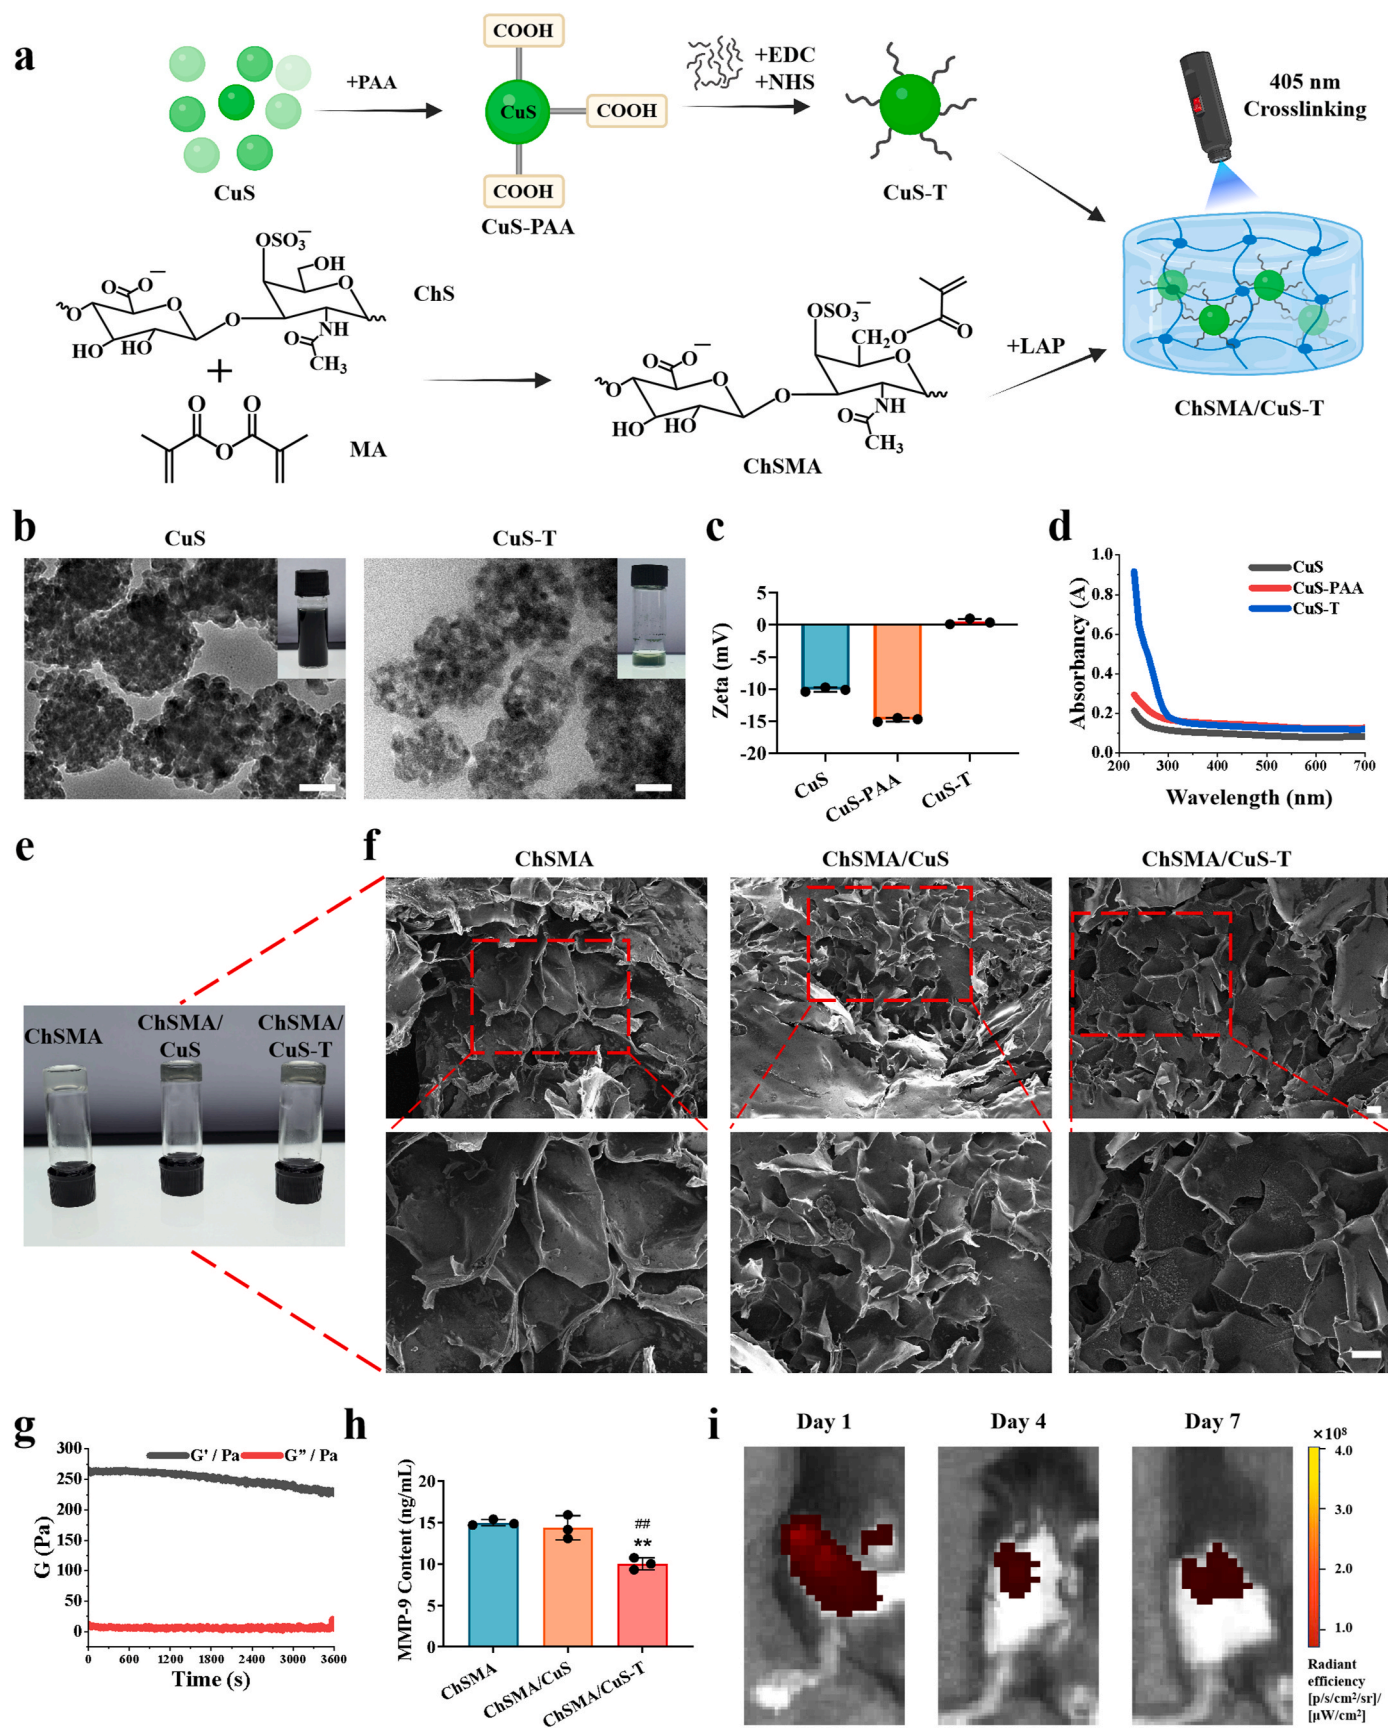 a
COOH
+PAA
CuS
COOH
COOH
CuS
CuS-PAA
+EDC
+NHS
CuS-T
405 nm
Crosslinking
OSO₃⁻
OH
O
O⁻
O
O
O
HO
HO
NH
O
CH₃
ChS
+
O
O
O
MA
OSO₃⁻
O
CH₂
O
O
O⁻
O
O
O
HO
HO
NH
O
CH₃
ChSMA
+LAP
ChSMA/CuS-T
b
CuS
CuS-T
c
Zeta (mV)
5
0
-5
-10
-15
-20
CuS
CuS-PAA
CuS-T
d
Absorbancy (A)
1.0
0.8
0.6
0.4
0.2
0.0
CuS
CuS-PAA
CuS-T
200
300
400
500
600
700
Wavelength (nm)
e
ChSMA
ChSMA/
CuS
ChSMA/
CuS-T
f
ChSMA
ChSMA/CuS
ChSMA/CuS-T
g
G' / Pa
G'' / Pa
G (Pa)
300
250
200
150
100
50
0
0
600
1200
1800
2400
3000
3600
Time (s)
h
MMP-9 Content (ng/mL)
20
15
10
5
0
##
**
ChSMA
ChSMA/CuS
ChSMA/CuS-T
i
Day 1
Day 4
Day 7
×10⁸
4.0
3.0
2.0
1.0
Radiant
efficiency
[p/s/cm²/sr]/
[µW/cm²]